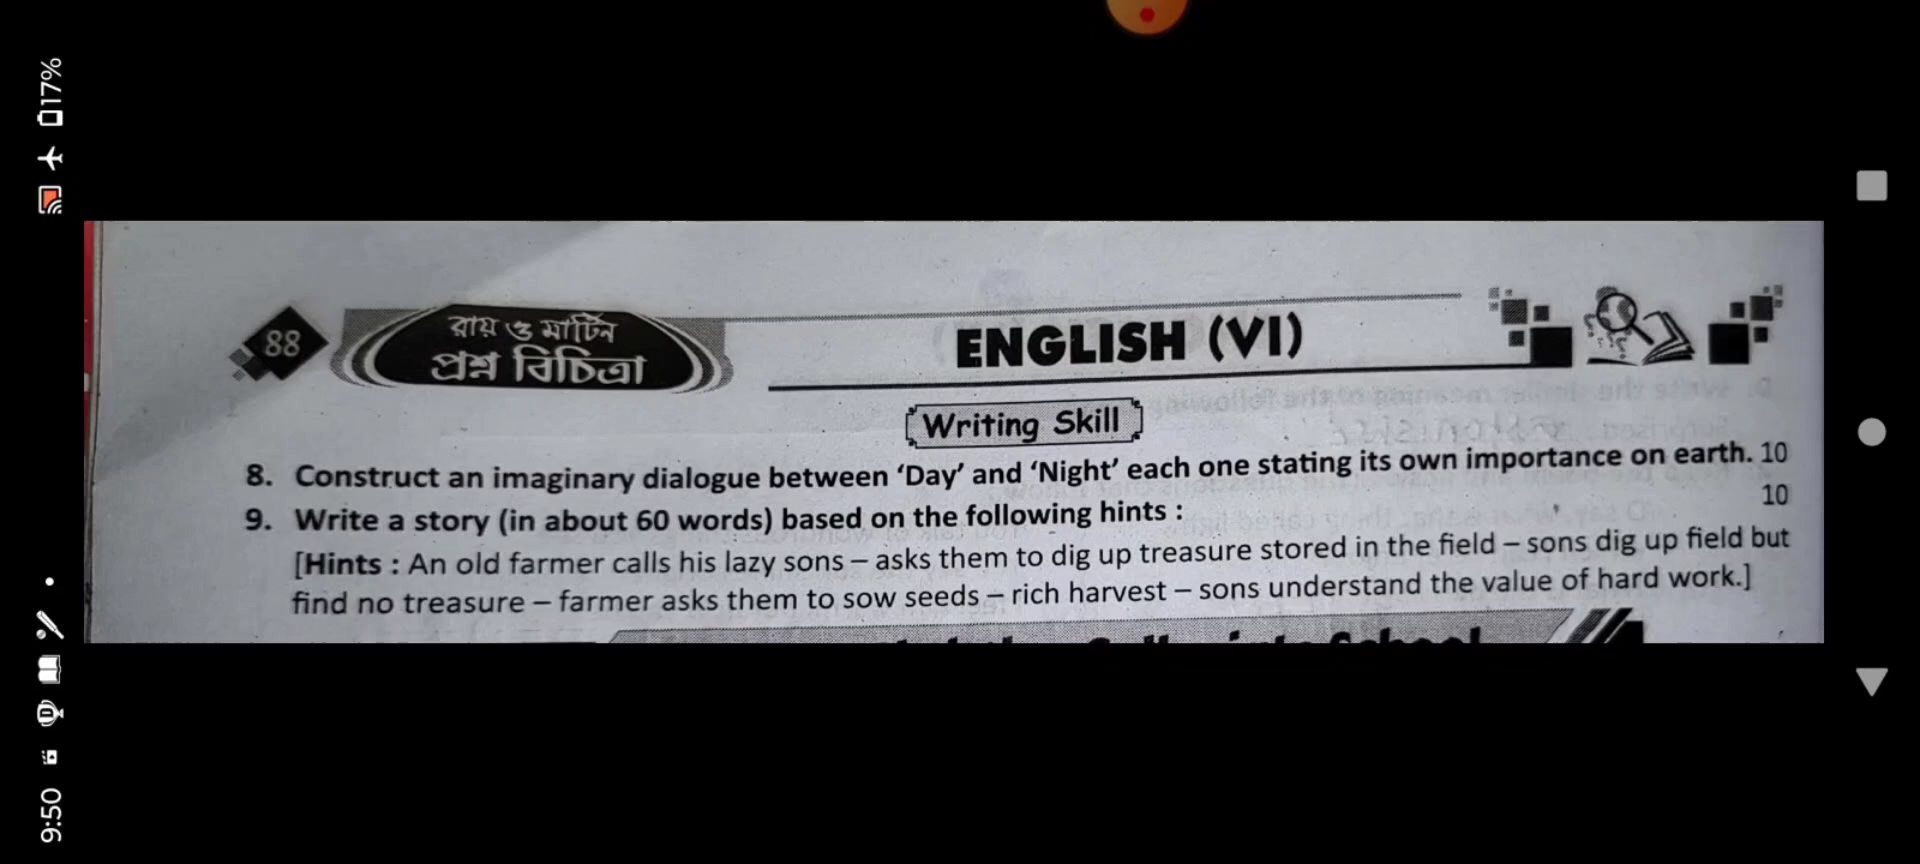 17%
9:50
88
রায় ও মার্টিন
প্রশ্ন বিচিত্রা
ENGLISH (VI)
Writing Skill
8. Construct an imaginary dialogue between ‘Day’ and ‘Night’ each one stating its own importance on earth. 10
9. Write a story (in about 60 words) based on the following hints : 10
[Hints : An old farmer calls his lazy sons – asks them to dig up treasure stored in the field – sons dig up field but
find no treasure – farmer asks them to sow seeds – rich harvest – sons understand the value of hard work.]
School